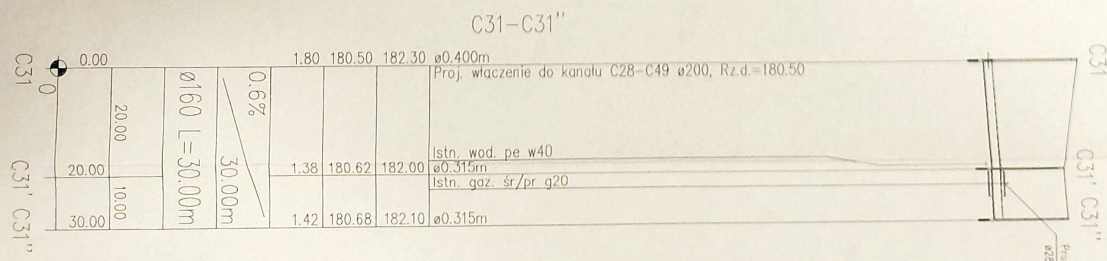 C31-C31''
C31
0
0.00
1.80 180.50 182.30 ø0.400m
Proj. włączenie do kanału C28-C49 ø200, Rz.d.=180.50
C31
20.00
ø160 L=30.00m
0.6%
30.00m
Istn. wod. pe w40
C31'
20.00
1.38 180.62 182.00 ø0.315m
Istn. gaz. śr/pr g20
C31'
10.00
C31''
30.00
1.42 180.68 182.10 ø0.315m
C31''